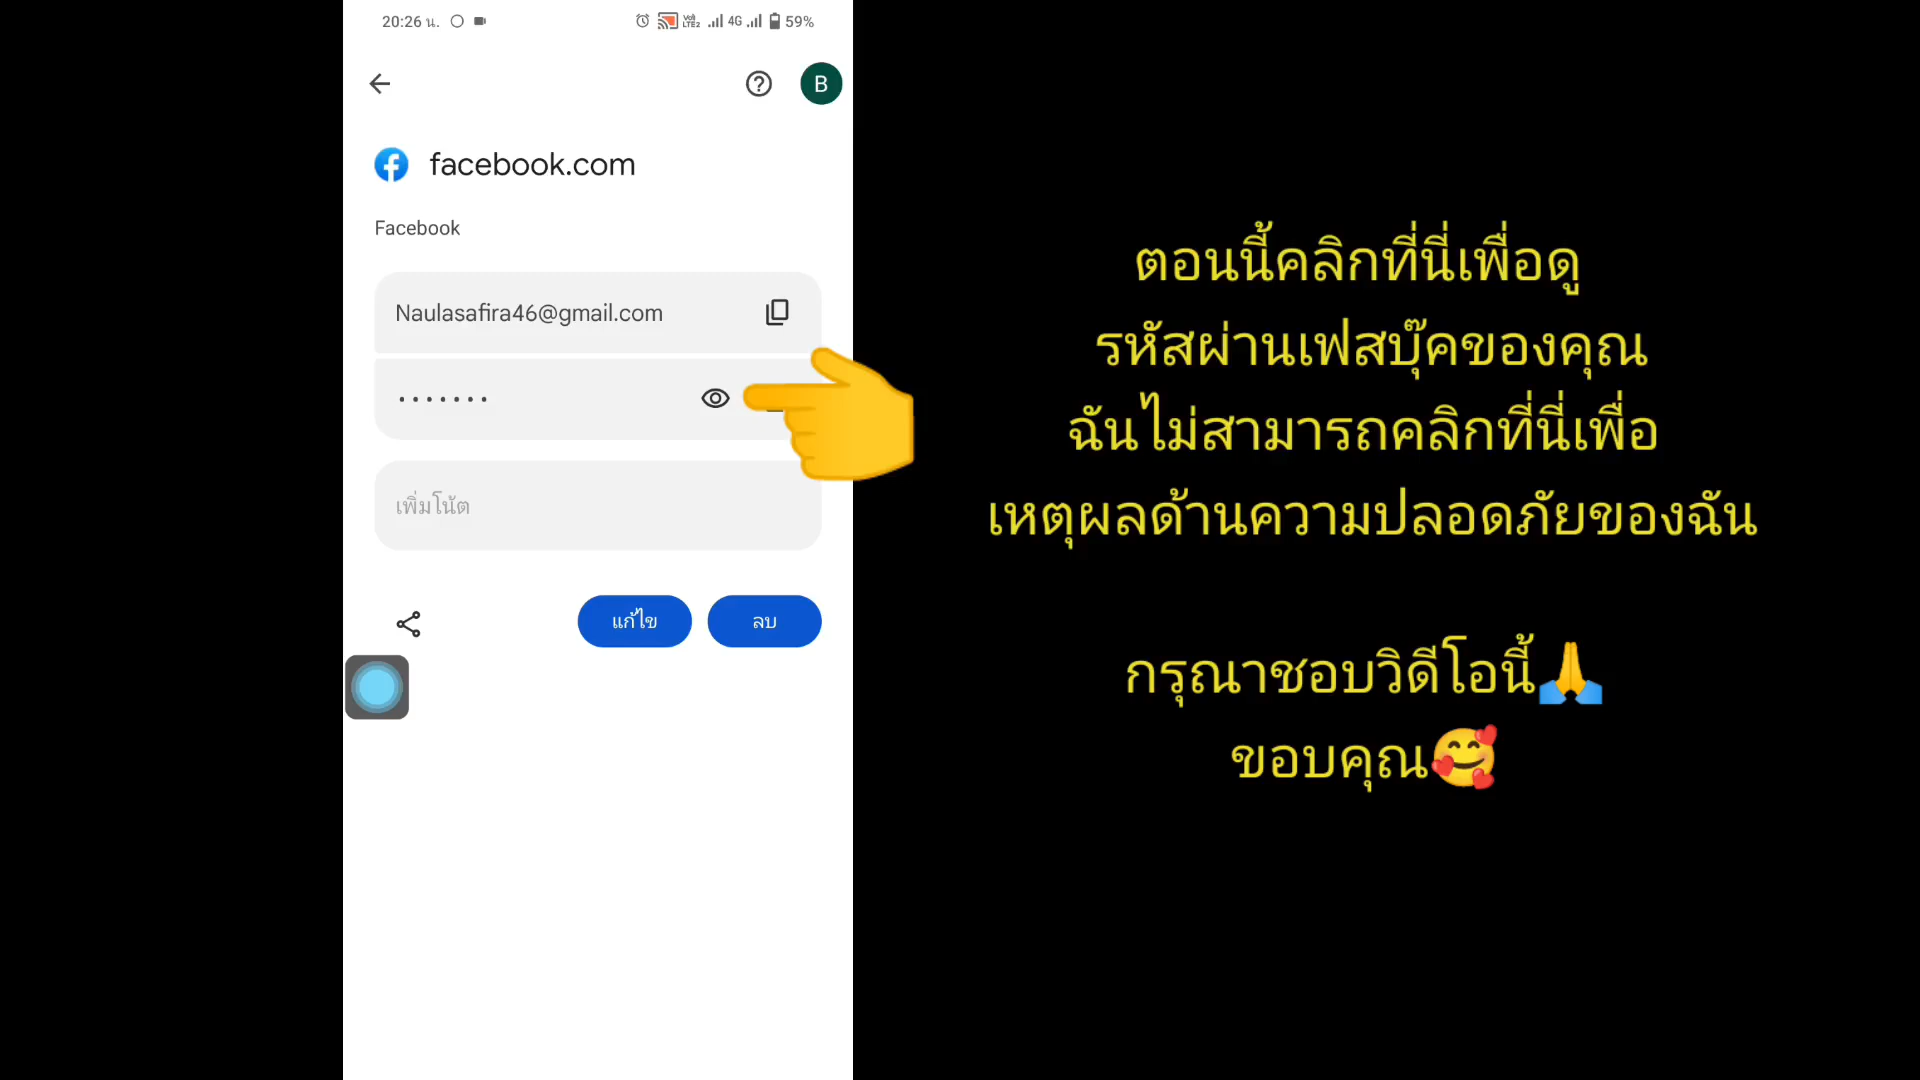 20:26 น.
VoB LTE2 4G 59%
B
facebook.com
Facebook
Naulasafira46@gmail.com
เพิ่มโน้ต
แก้ไข
ลบ
ตอนนี้คลิกที่นี่เพื่อดู
รหัสผ่านเฟสบุ๊คของคุณ
ฉันไม่สามารถคลิกที่นี่เพื่อ
เหตุผลด้านความปลอดภัยของฉัน
กรุณาชอบวิดีโอนี้🙏
ขอบคุณ🥰